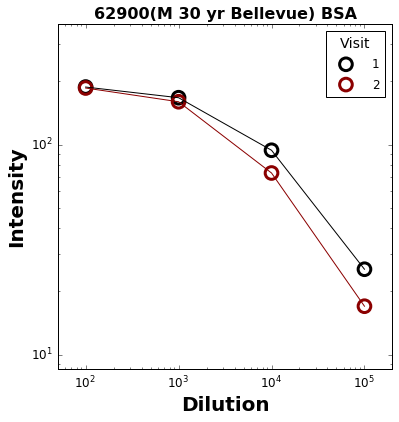 62900(M 30 yr Bellevue) BSA
Visit
1
2
Intensity
10²
10¹
10² 10³ 10⁴ 10⁵
Dilution